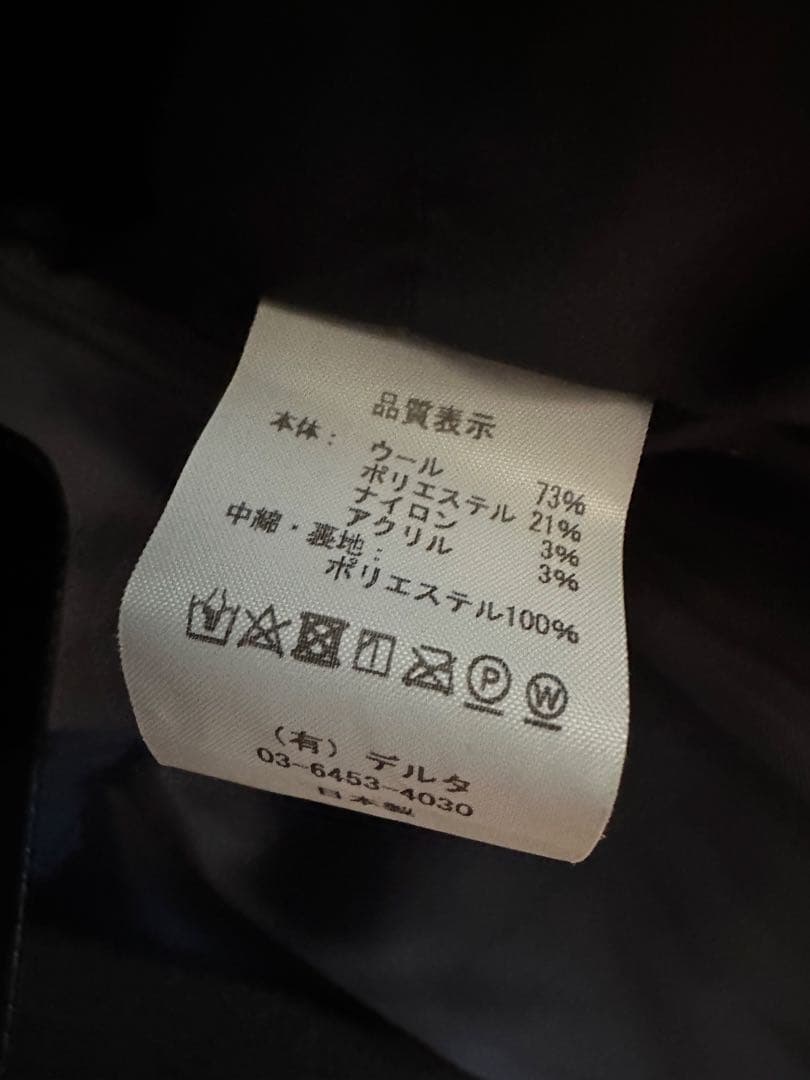 品質表示
本体： ウール 73%
ポリエステル 21%
ナイロン 3%
アクリル 3%
中綿・裏地：
ポリエステル100%
P W
（有）デルタ
03-6453-4030
日本製